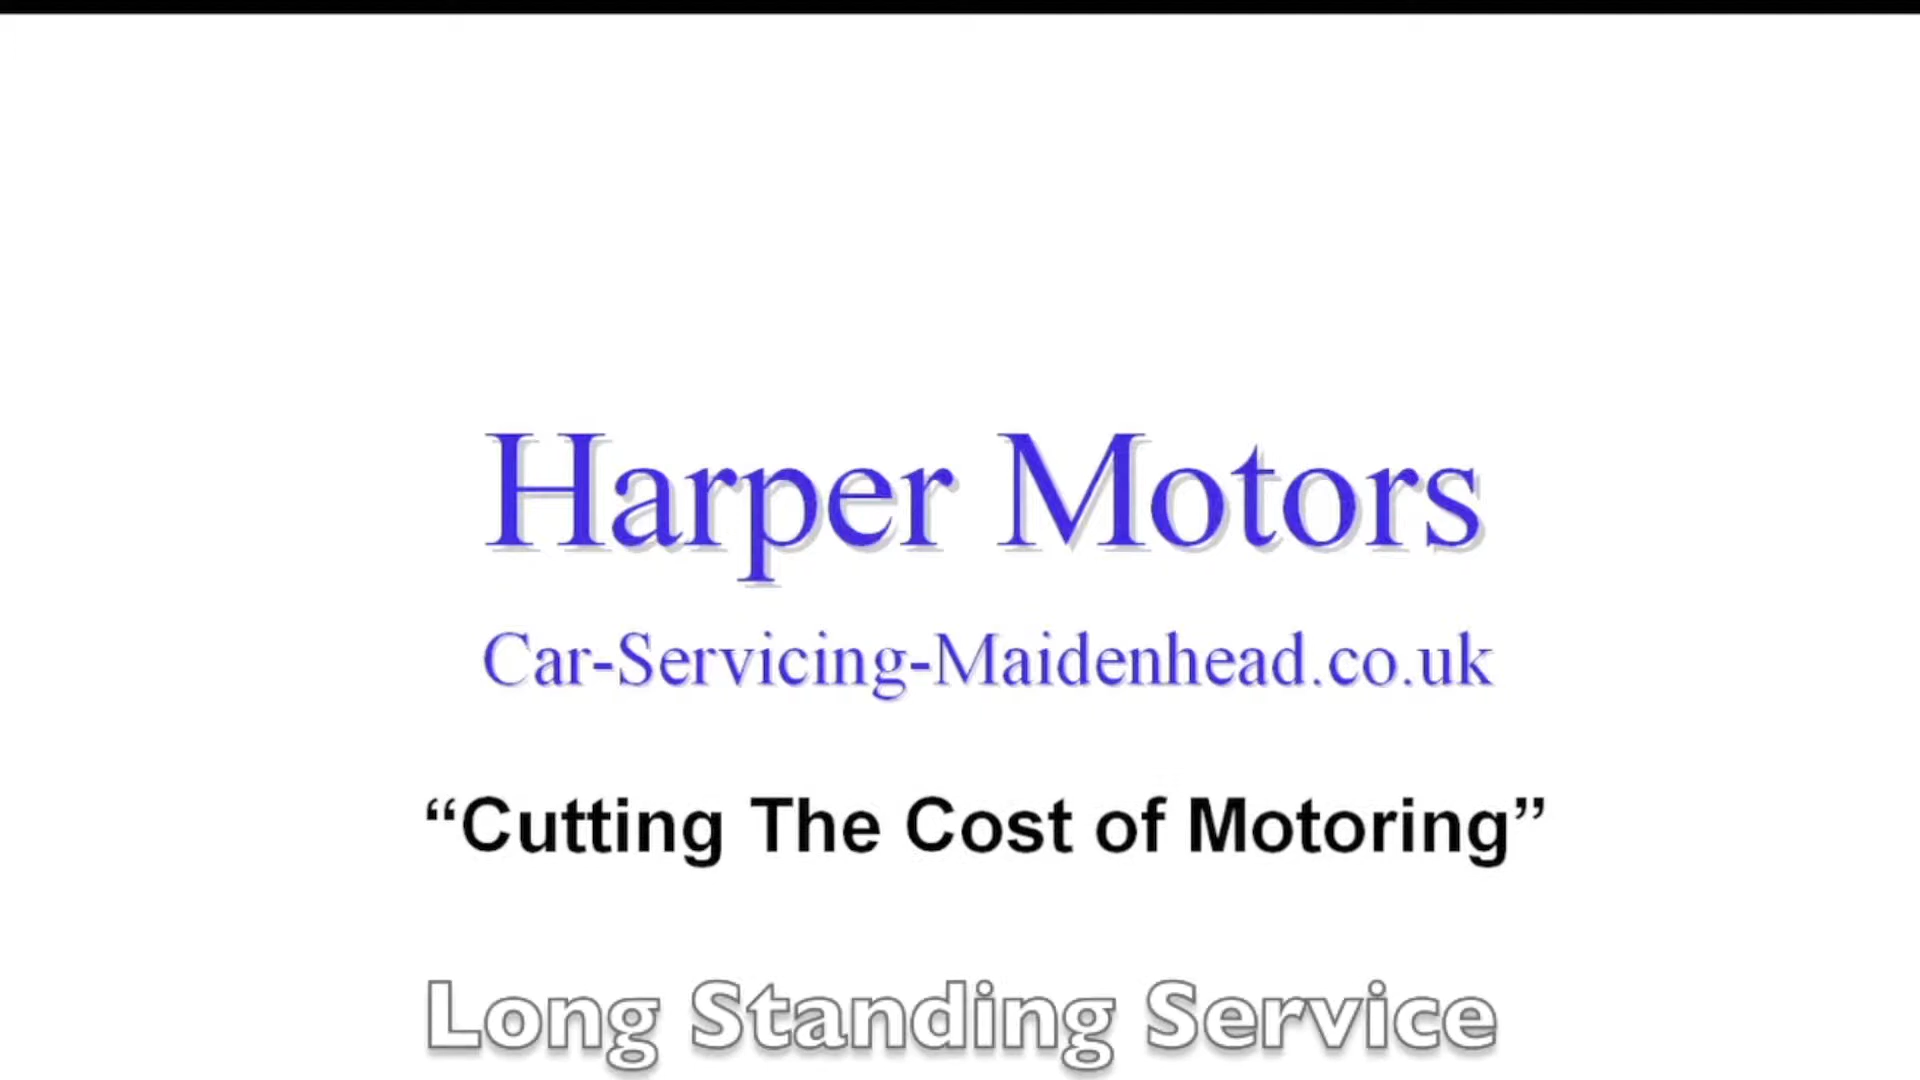 Harper Motors
Car-Servicing-Maidenhead.co.uk
“Cutting The Cost of Motoring”
Long Standing Service